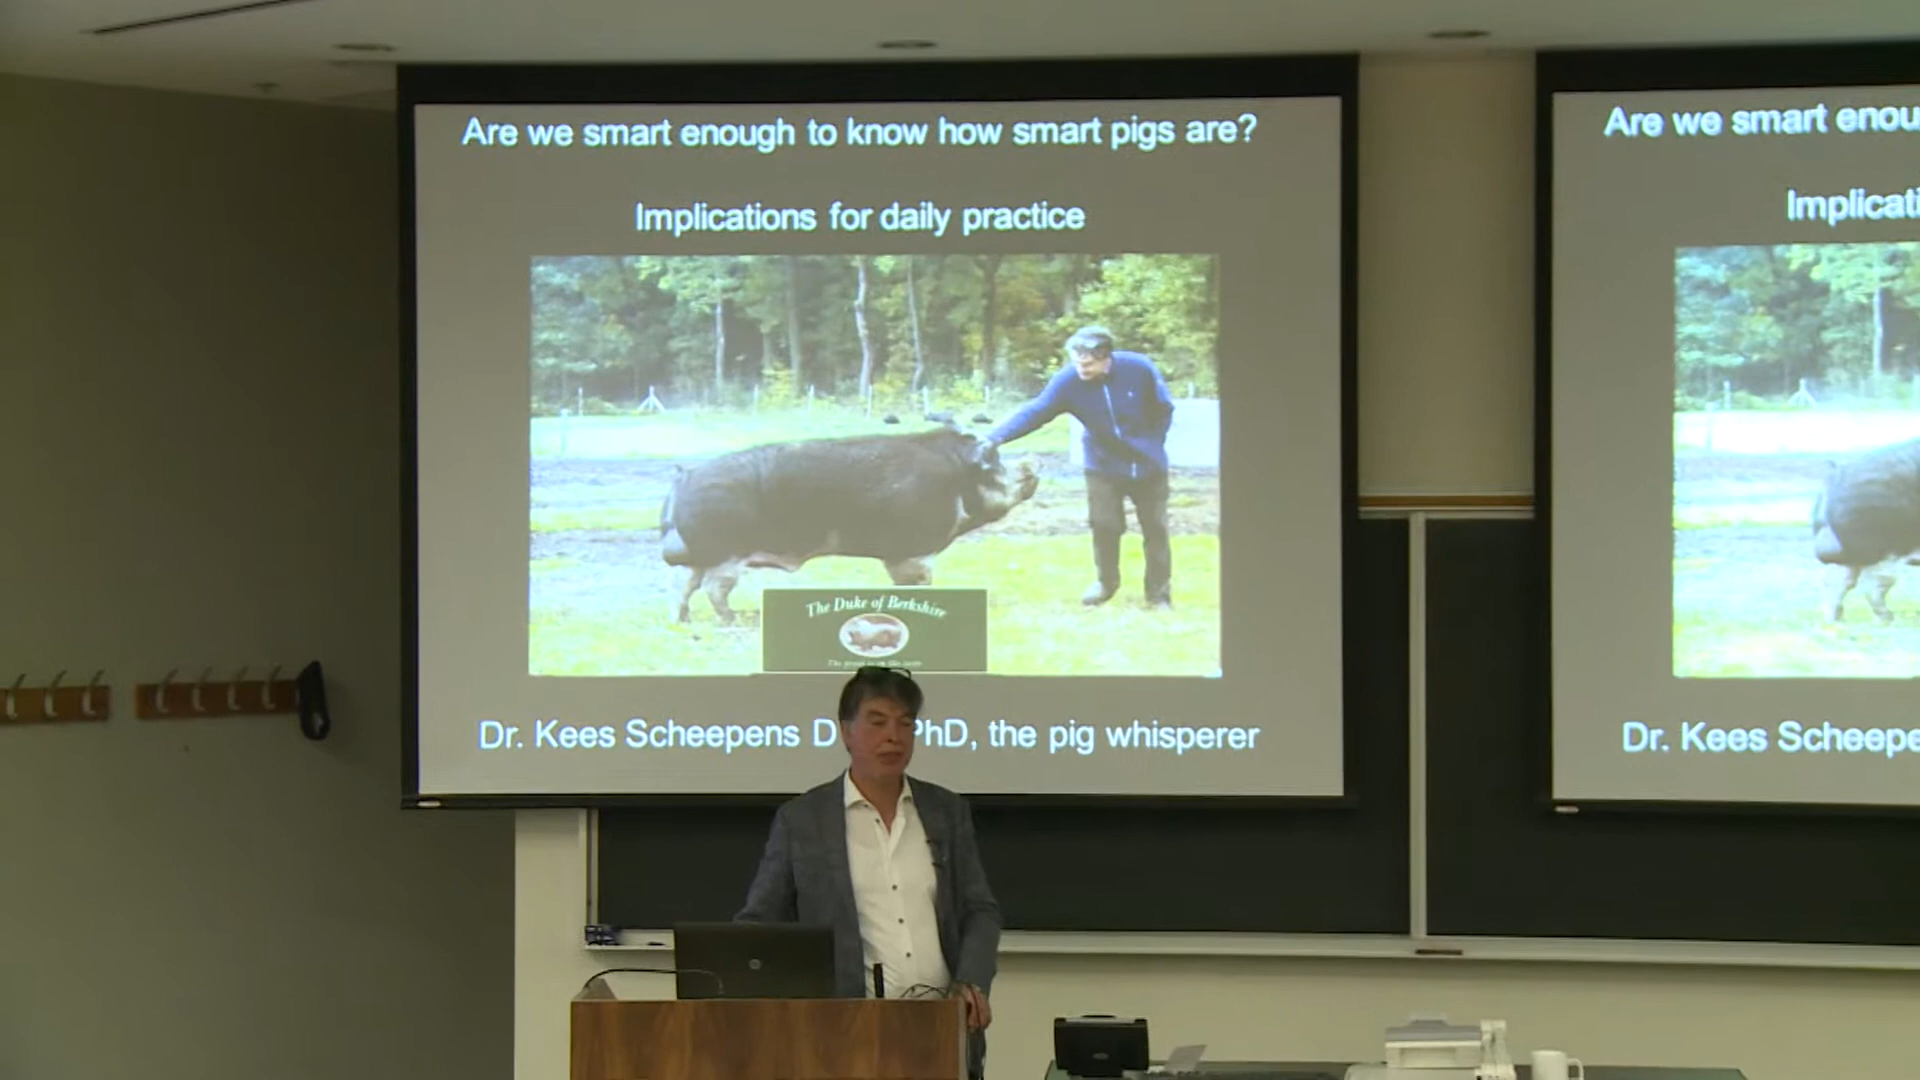 Are we smart enough to know how smart pigs are?
Implications for daily practice
The Duke of Berkshire
Dr. Kees Scheepens D PhD, the pig whisperer
Are we smart enou
Implicati
Dr. Kees Scheepe